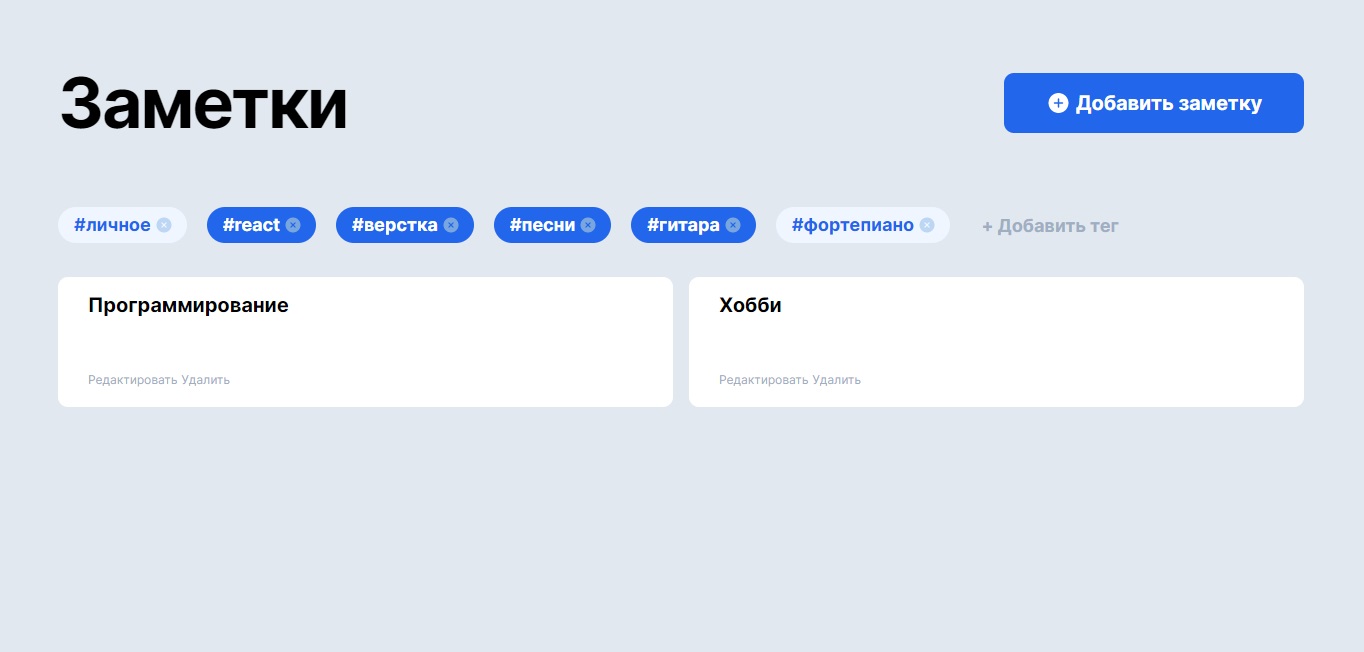 Заметки
Добавить заметку
#личное #react #верстка #песни #гитара #фортепиано + Добавить тег
Программирование
Редактировать Удалить
Хобби
Редактировать Удалить